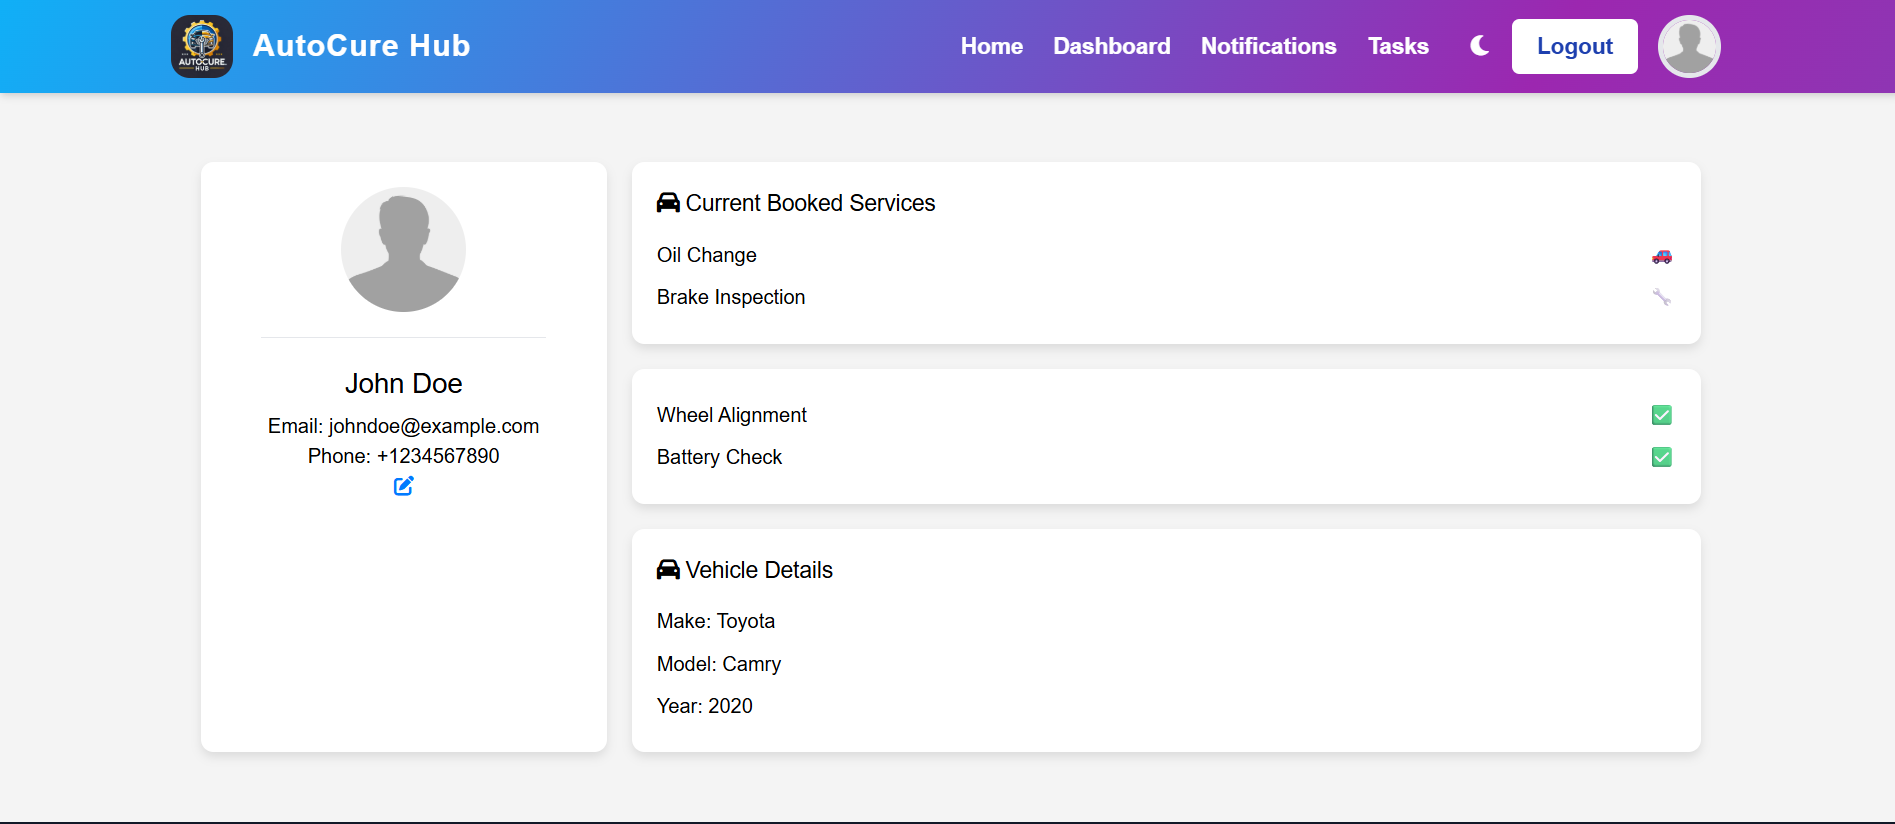 AUTOCURE
HUB
AutoCure Hub
Home
Dashboard
Notifications
Tasks
Logout
John Doe
Email: johndoe@example.com
Phone: +1234567890
Current Booked Services
Oil Change
Brake Inspection
Wheel Alignment
Battery Check
Vehicle Details
Make: Toyota
Model: Camry
Year: 2020